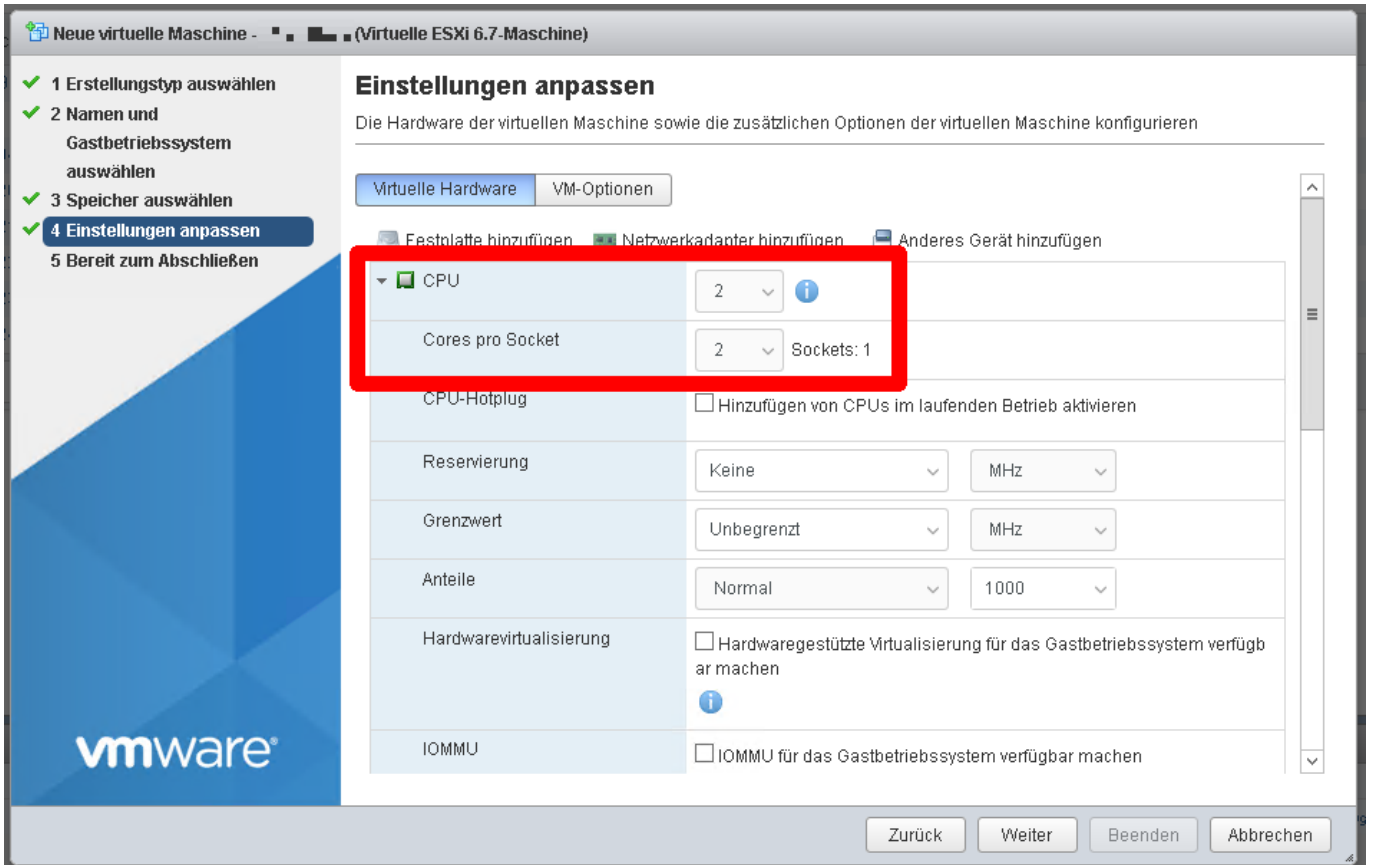 Neue virtuelle Maschine - (Virtuelle ESXi 6.7-Maschine)
1 Erstellungstyp auswählen
2 Namen und
Gastbetriebssystem
auswählen
3 Speicher auswählen
4 Einstellungen anpassen
5 Bereit zum Abschließen
vmware®
Einstellungen anpassen
Die Hardware der virtuellen Maschine sowie die zusätzlichen Optionen der virtuellen Maschine konfigurieren
Virtuelle Hardware VM-Optionen
Festplatte hinzufügen Netzwerkadapter hinzufügen Anderes Gerät hinzufügen
CPU 2
Cores pro Socket 2 Sockets: 1
CPU-Hotplug Hinzufügen von CPUs im laufenden Betrieb aktivieren
Reservierung Keine MHz
Grenzwert Unbegrenzt MHz
Anteile Normal 1000
Hardwarevirtualisierung Hardwaregestützte Virtualisierung für das Gastbetriebssystem verfügb
ar machen
IOMMU IOMMU für das Gastbetriebssystem verfügbar machen
Zurück Weiter Beenden Abbrechen